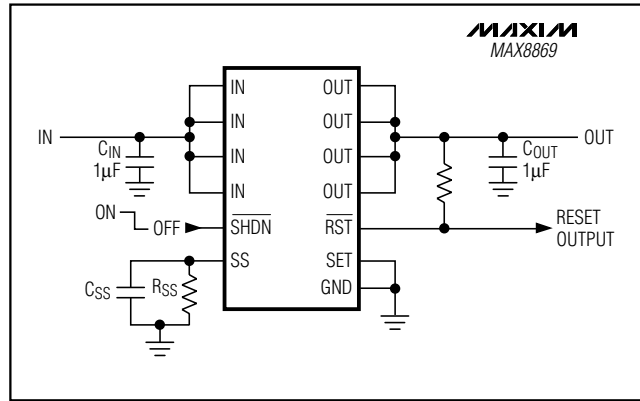 MAXIM
MAX8869
IN OUT
IN OUT
IN OUT
IN OUT
IN
OUT
CIN
1µF
COUT
1µF
ON
OFF
SHDN
RST
RESET
OUTPUT
SS
SET
CSS
RSS
GND